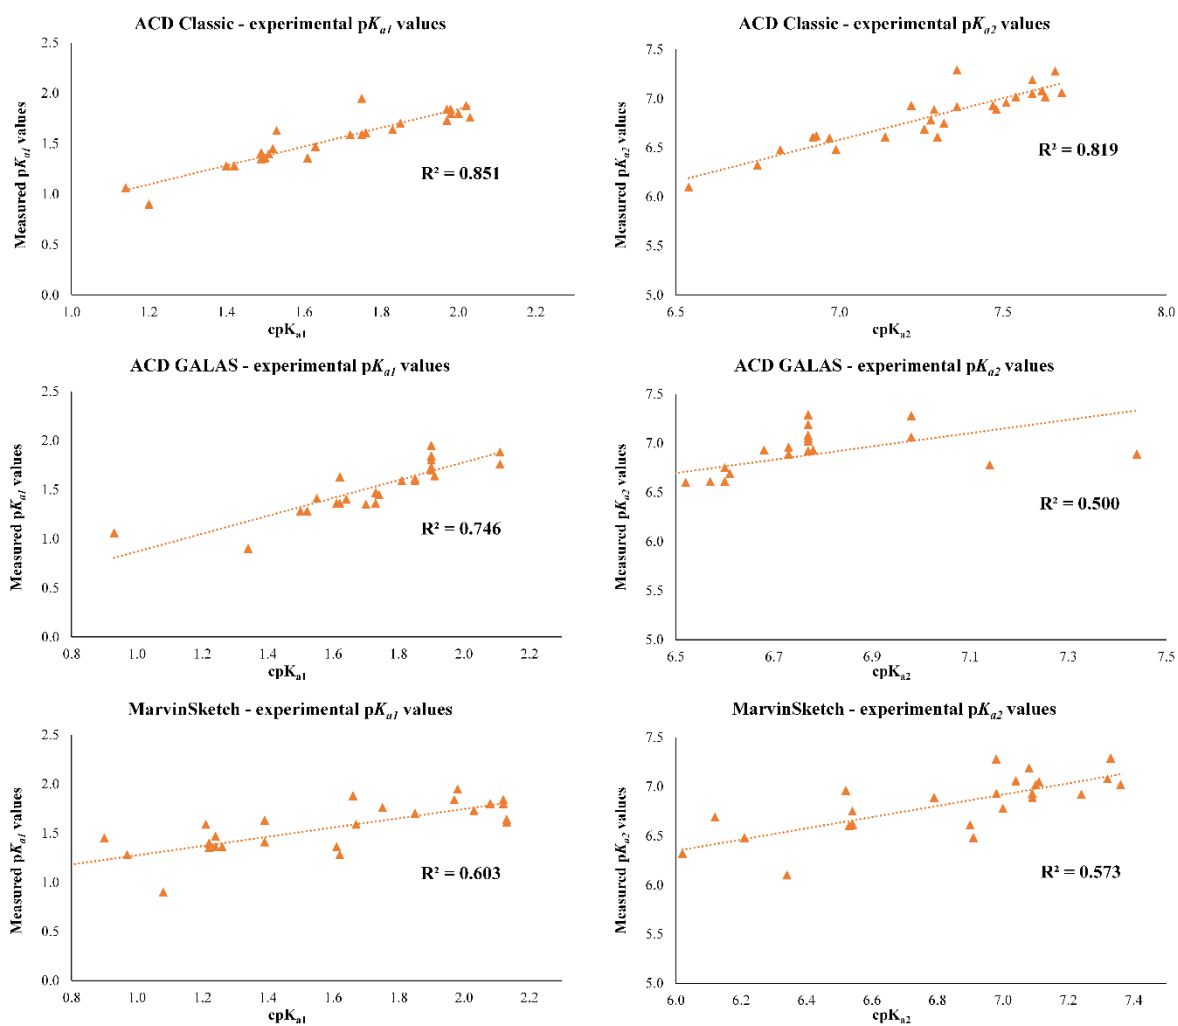 ACD Classic - experimental pKa1 values
Measured pKa1 values
2.5
2.0
1.5
1.0
0.5
0.0
R² = 0.851
1.0 1.2 1.4 1.6 1.8 2.0 2.2
cpKa1
ACD Classic - experimental pKa2 values
Measured pKa2 values
7.5
7.0
6.5
6.0
5.5
5.0
R² = 0.819
6.5 7.0 7.5 8.0
cpKa2
ACD GALAS - experimental pKa1 values
Measured pKa1 values
2.5
2.0
1.5
1.0
0.5
0.0
R² = 0.746
0.8 1.0 1.2 1.4 1.6 1.8 2.0 2.2
cpKa1
ACD GALAS - experimental pKa2 values
Measured pKa2 values
7.5
7.0
6.5
6.0
5.5
5.0
R² = 0.500
6.5 6.7 6.9 7.1 7.3 7.5
cpKa2
MarvinSketch - experimental pKa1 values
Measured pKa1 values
2.5
2.0
1.5
1.0
0.5
0.0
R² = 0.603
0.8 1.0 1.2 1.4 1.6 1.8 2.0 2.2
cpKa1
MarvinSketch - experimental pKa2 values
Measured pKa2 values
7.5
7.0
6.5
6.0
5.5
5.0
R² = 0.573
6.0 6.2 6.4 6.6 6.8 7.0 7.2 7.4
cpKa2